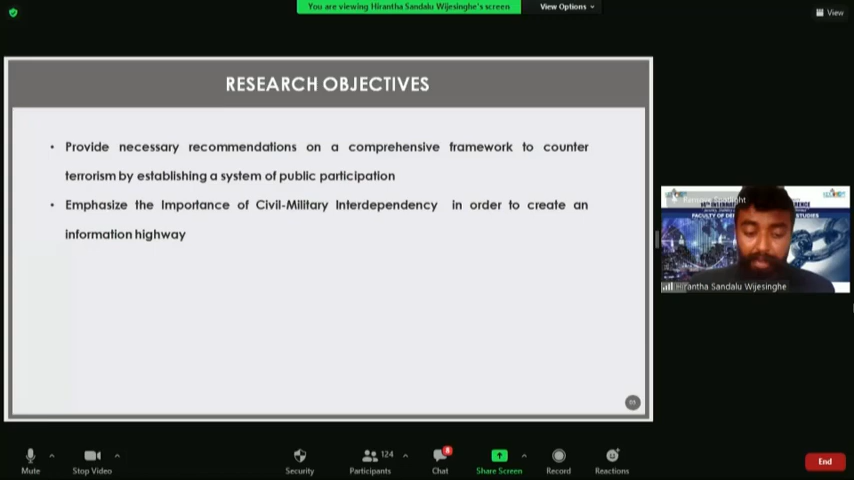 You are viewing Hirantha Sandalu Wijesinghe's screen
View Options
View
RESEARCH OBJECTIVES
• Provide necessary recommendations on a comprehensive framework to counter
terrorism by establishing a system of public participation
• Emphasize the Importance of Civil-Military Interdependency in order to create an
information highway
Hirantha Sandalu Wijesinghe
Mute
Stop Video
Security
124
Participants
Chat
Share Screen
Record
Reactions
End